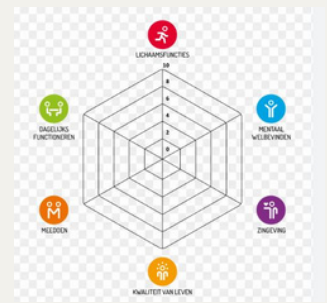 LICHAAMSFUNCTIES
10
8
6
4
2
0
DAGELIJKS
FUNCTIONEREN
MENTAAL
WELBEVINDEN
MEEDOEN
ZINGEVING
KWALITEIT VAN LEVEN